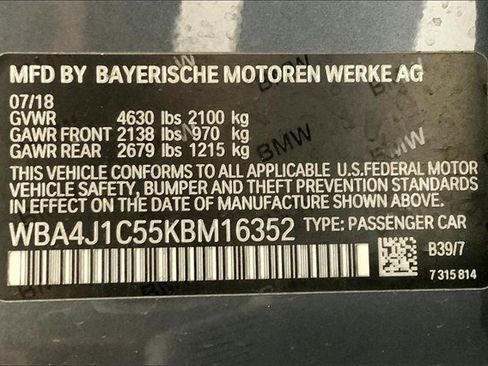 MFD BY BAYERISCHE MOTOREN WERKE AG
07/18
GVWR 4630 lbs 2100 kg
GAWR FRONT 2138 lbs 970 kg
GAWR REAR 2679 lbs 1215 kg
THIS VEHICLE CONFORMS TO ALL APPLICABLE U.S.FEDERAL MOTOR
VEHICLE SAFETY, BUMPER AND THEFT PREVENTION STANDARDS
IN EFFECT ON THE DATE OF MANUFACTURE SHOWN ABOVE.
WBA4J1C55KBM16352 TYPE: PASSENGER CAR
B39/7
7 315 814
BMW